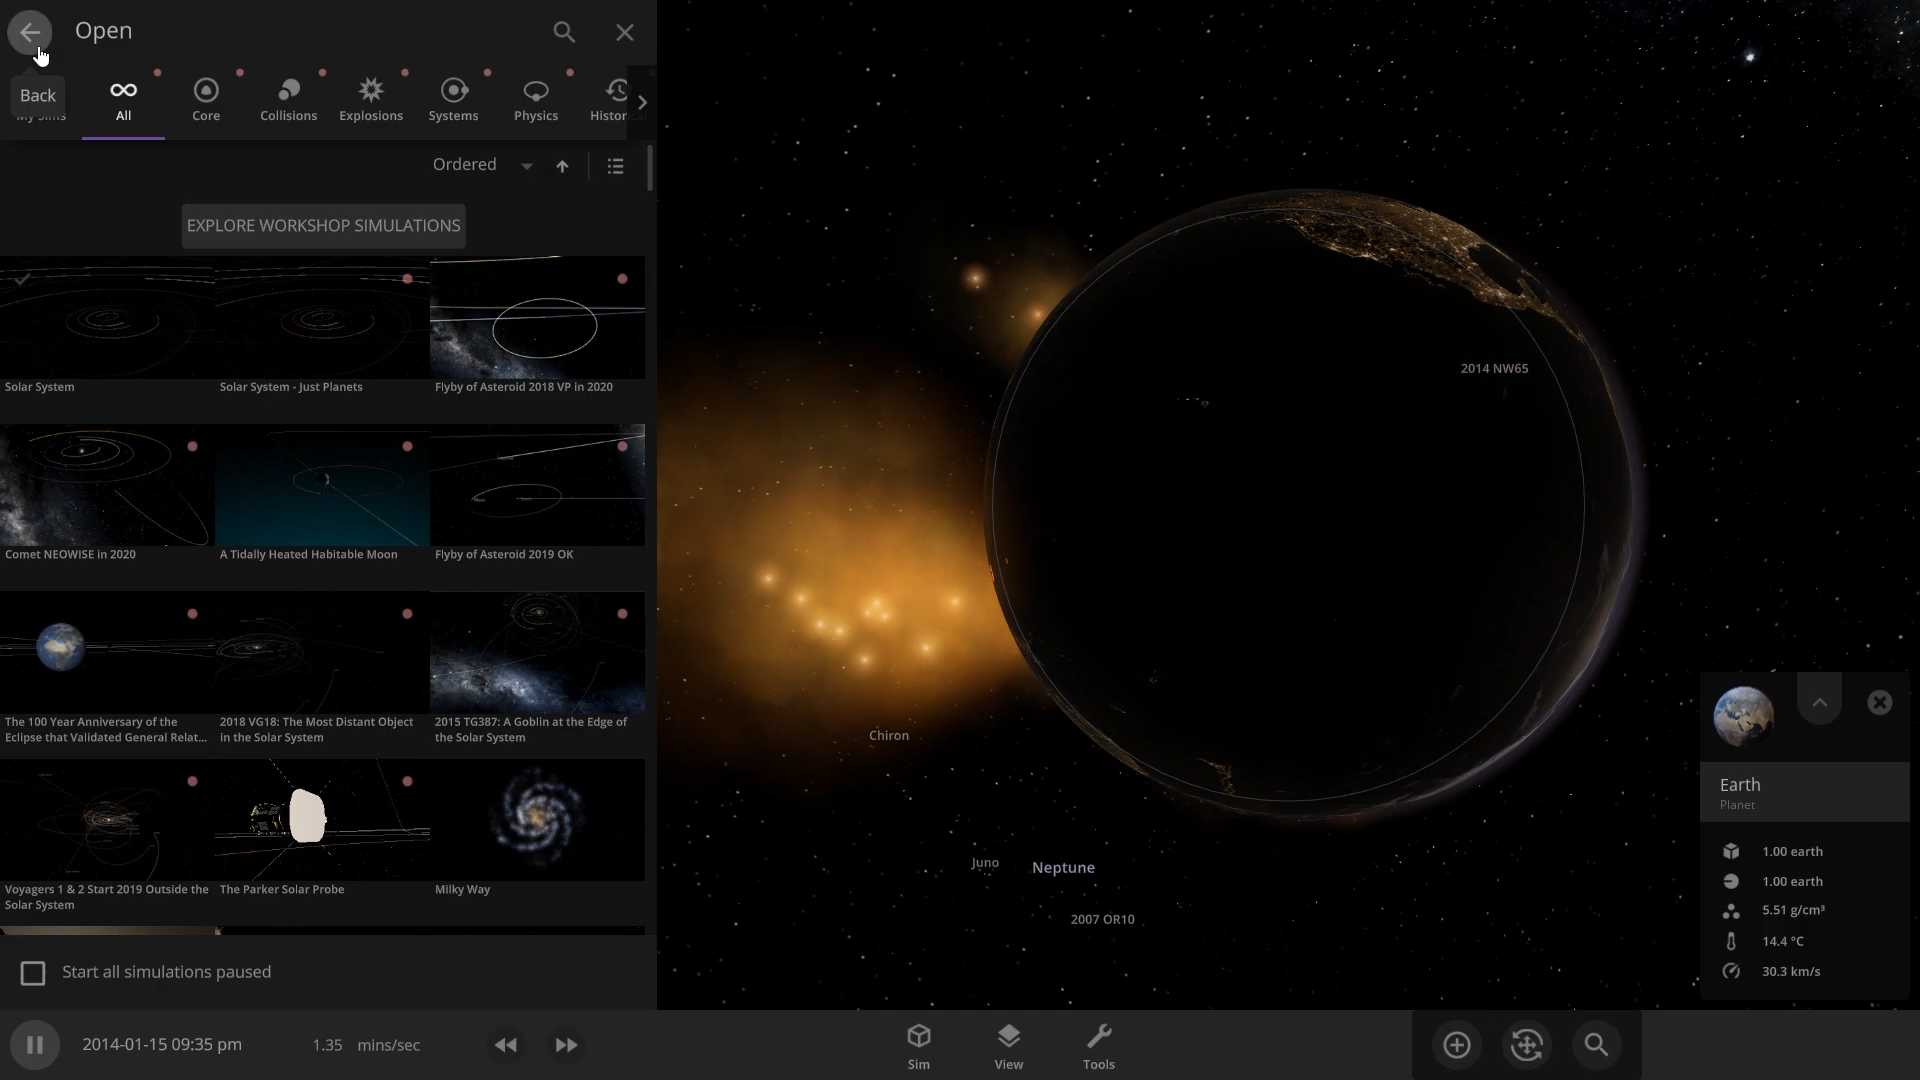 Open
Back
My Sims
All
Core
Collisions
Explosions
Systems
Physics
Histor
Ordered
EXPLORE WORKSHOP SIMULATIONS
Solar System
Solar System - Just Planets
Flyby of Asteroid 2018 VP in 2020
Comet NEOWISE in 2020
A Tidally Heated Habitable Moon
Flyby of Asteroid 2019 OK
The 100 Year Anniversary of the
Eclipse that Validated General Relat...
2018 VG18: The Most Distant Object
in the Solar System
2015 TG387: A Goblin at the Edge of
the Solar System
Voyagers 1 & 2 Start 2019 Outside the
Solar System
The Parker Solar Probe
Milky Way
Start all simulations paused
2014 NW65
Chiron
Juno
Neptune
2007 OR10
Earth
Planet
1.00 earth
1.00 earth
5.51 g/cm³
14.4 °C
30.3 km/s
2014-01-15 09:35 pm
1.35 mins/sec
Sim
View
Tools